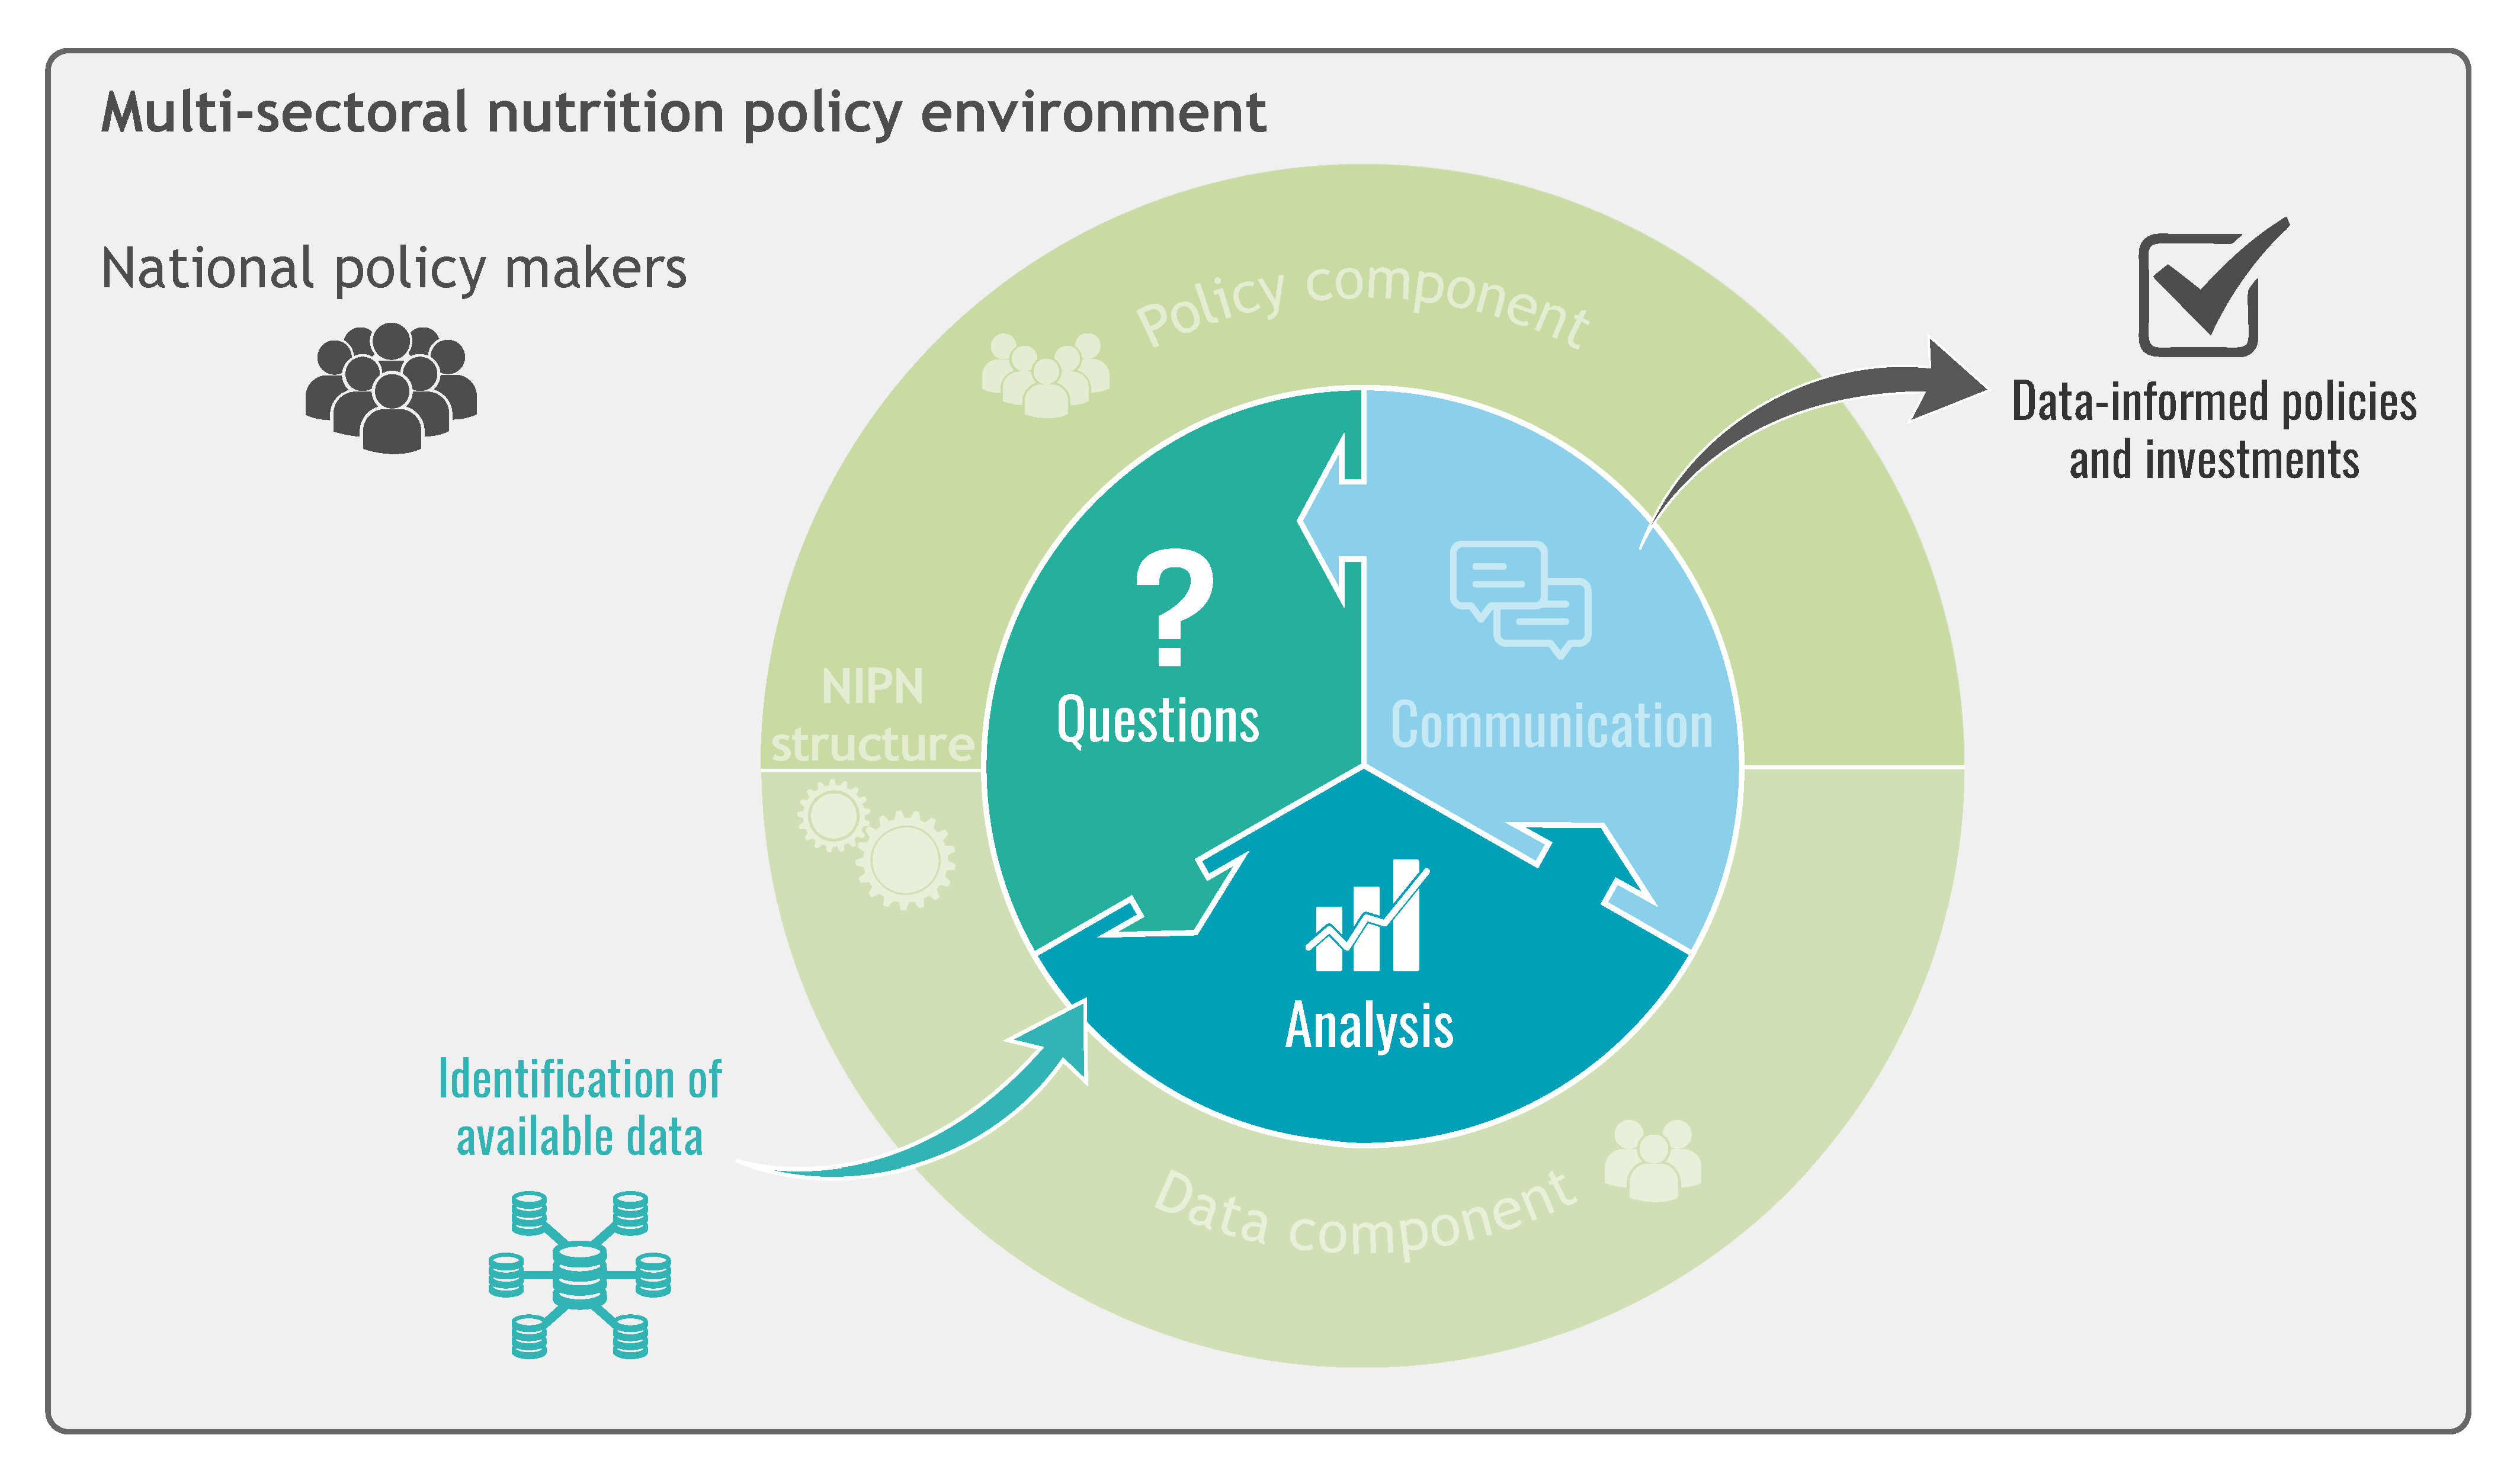 Multi-sectoral nutrition policy environment
National policy makers
Policy component
Data-informed policies
and investments
?
NIPN
structure
Questions
Communication
Analysis
Identification of
available data
Data component